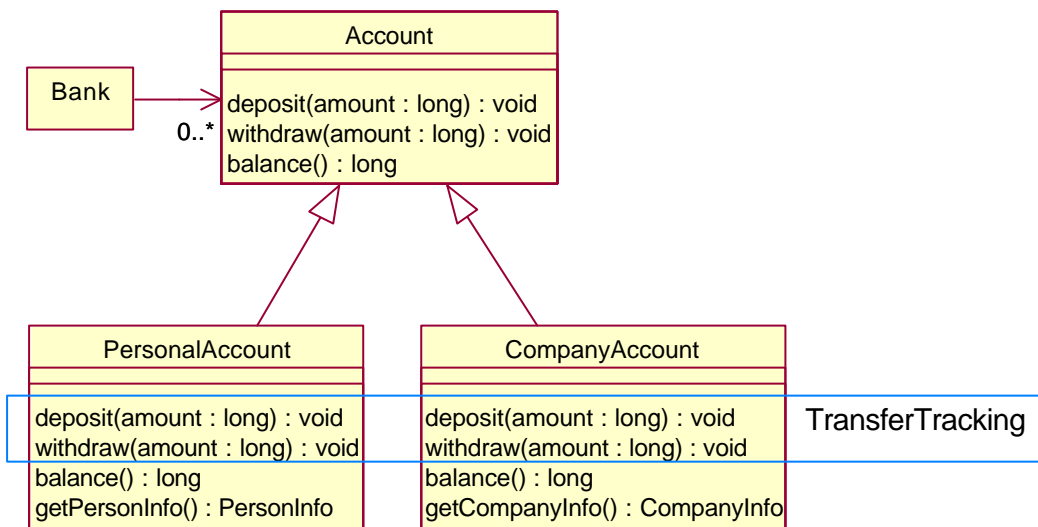 Account
Bank
deposit(amount : long) : void
0..* withdraw(amount : long) : void
balance() : long
PersonalAccount
deposit(amount : long) : void
withdraw(amount : long) : void
balance() : long
getPersonInfo() : PersonInfo
CompanyAccount
deposit(amount : long) : void
withdraw(amount : long) : void
balance() : long
getCompanyInfo() : CompanyInfo
TransferTracking